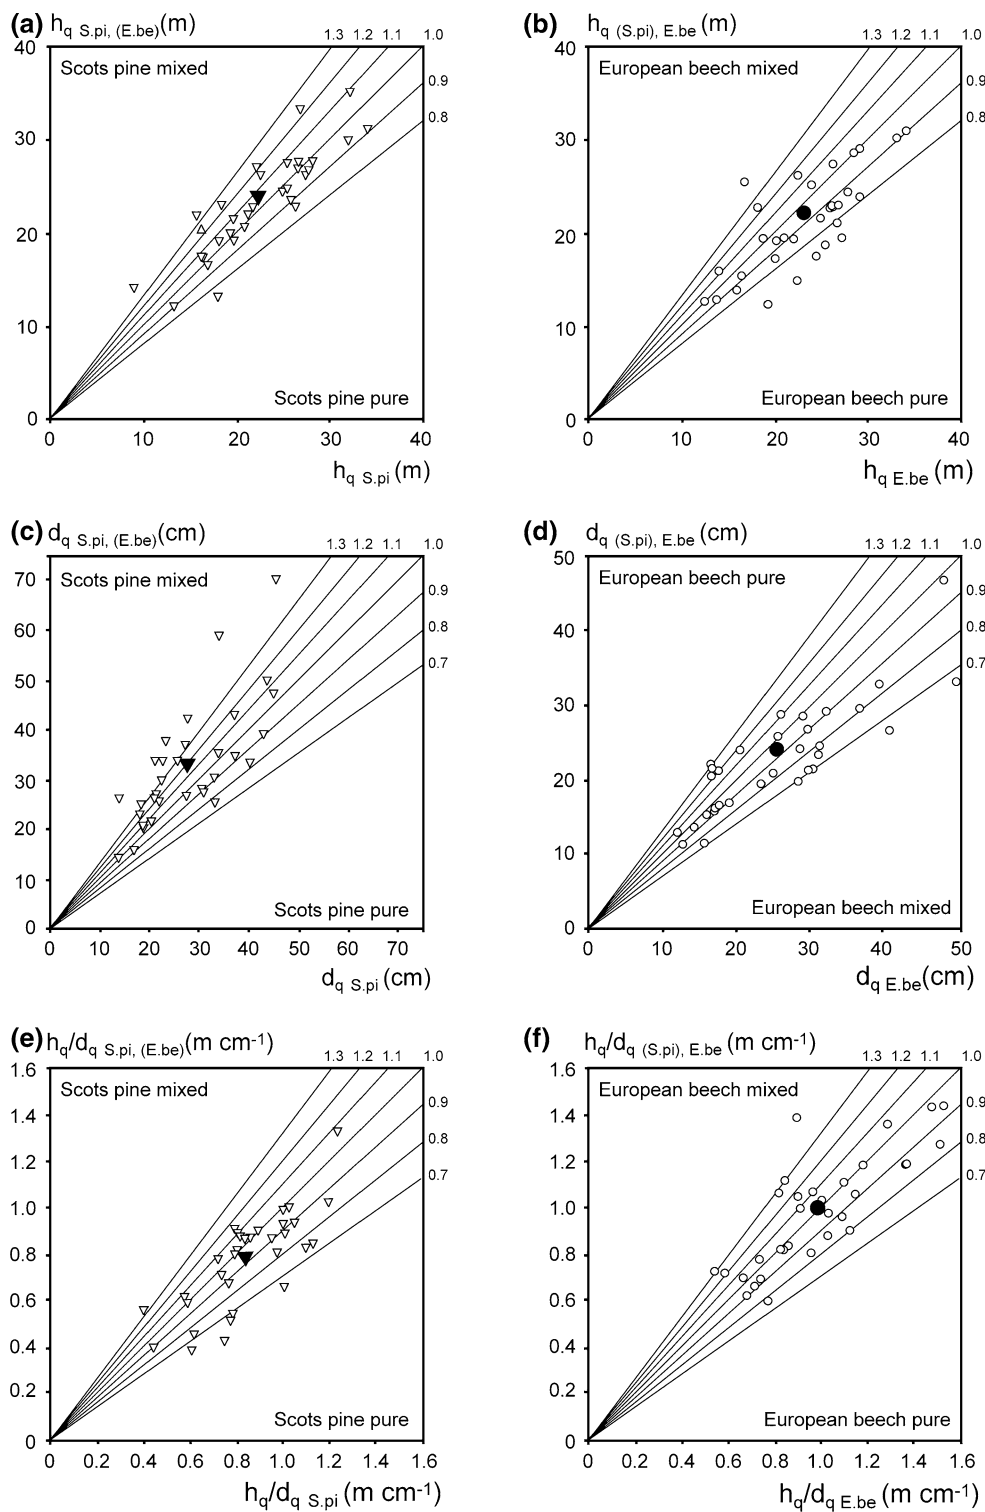 (a) hq S.pi, (E.be)(m)
1.3 1.2 1.1 1.0
40
Scots pine mixed
0.9
0.8
30
20
10
0
Scots pine pure
0 10 20 30 40
hq S.pi (m)
(b) hq (S.pi), E.be (m)
1.3 1.2 1.1 1.0
40
European beech mixed
0.9
0.8
30
20
10
0
European beech pure
0 10 20 30 40
hq E.be (m)
(c) dq S.pi, (E.be)(cm)
1.3 1.2 1.1 1.0
Scots pine mixed
0.9
0.8
0.7
70
60
50
40
30
20
10
0
Scots pine pure
0 10 20 30 40 50 60 70
dq S.pi (cm)
(d) dq (S.pi), E.be (cm)
1.3 1.2 1.1 1.0
50
European beech pure
0.9
0.8
0.7
40
30
20
10
0
European beech mixed
0 10 20 30 40 50
dq E.be(cm)
(e) hq/dq S.pi, (E.be)(m cm-1)
1.3 1.2 1.1 1.0
1.6
Scots pine mixed
0.9
0.8
0.7
1.4
1.2
1.0
0.8
0.6
0.4
0.2
0
Scots pine pure
0 0.2 0.4 0.6 0.8 1.0 1.2 1.4 1.6
hq/dq S.pi (m cm-1)
(f) hq/dq (S.pi), E.be (m cm-1)
1.3 1.2 1.1 1.0
1.6
European beech mixed
0.9
0.8
0.7
1.4
1.2
1.0
0.8
0.6
0.4
0.2
0
European beech pure
0 0.2 0.4 0.6 0.8 1.0 1.2 1.4 1.6
hq/dq E.be (m cm-1)